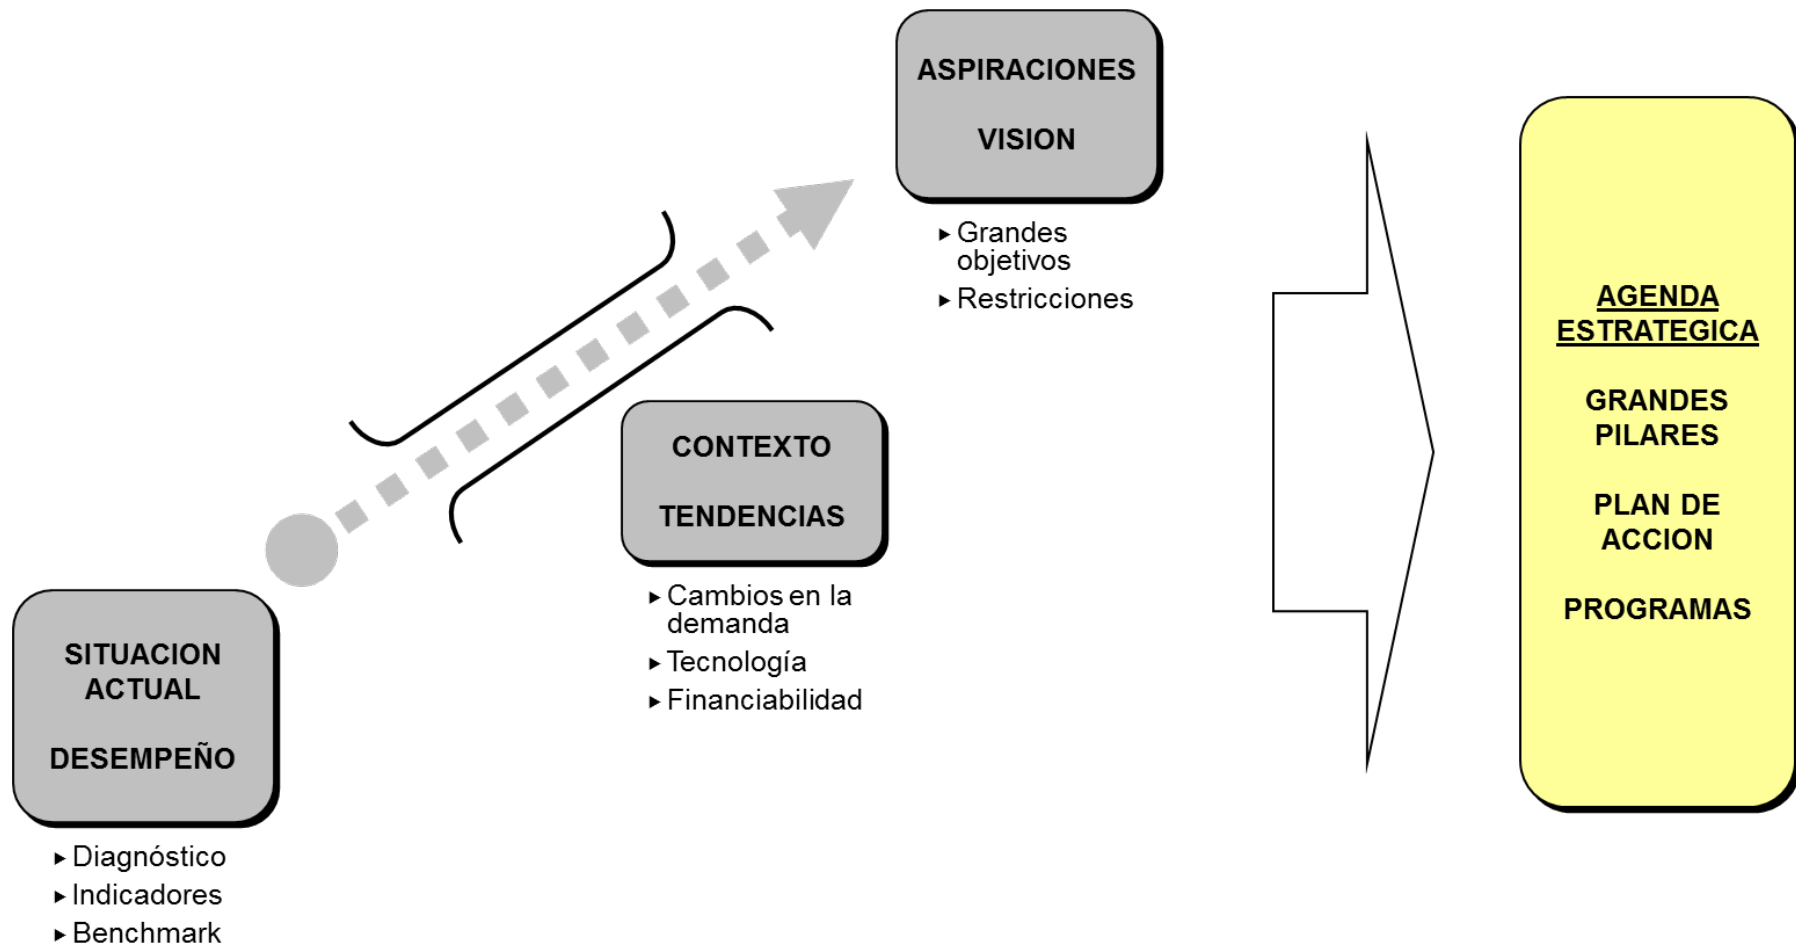 ASPIRACIONES
VISION
▸ Grandes
objetivos
▸ Restricciones
CONTEXTO
TENDENCIAS
▸ Cambios en la
demanda
▸ Tecnología
▸ Financiabilidad
SITUACION
ACTUAL
DESEMPEÑO
▸ Diagnóstico
▸ Indicadores
▸ Benchmark
AGENDA
ESTRATEGICA
GRANDES
PILARES
PLAN DE
ACCION
PROGRAMAS